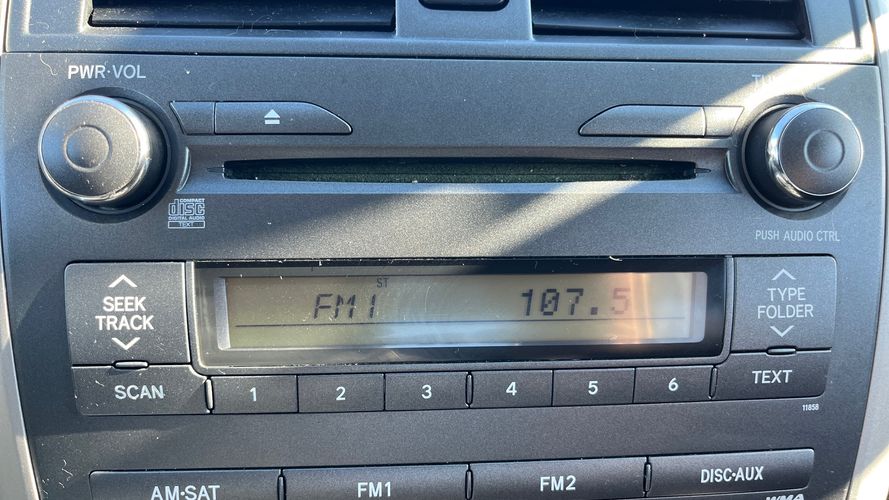 PWR·VOL
COMPACT
disc
DIGITAL AUDIO
TEXT
PUSH AUDIO CTRL
SEEK
TRACK
ST
FM1 107.5
TYPE
FOLDER
SCAN 1 2 3 4 5 6 TEXT
11858
AM·SAT FM1 FM2 DISC·AUX